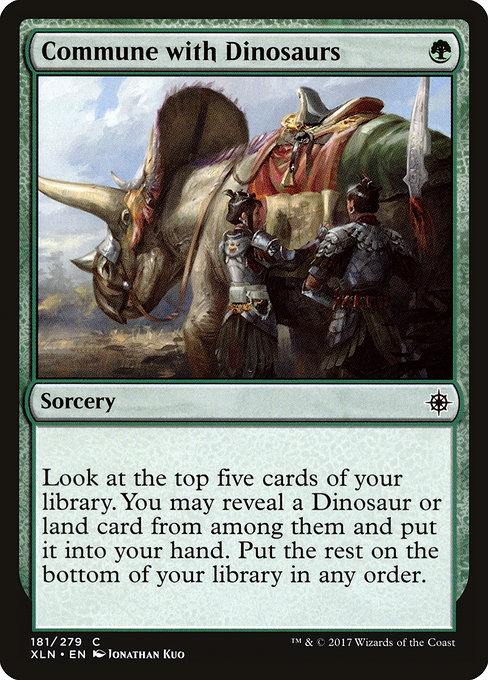 Commune with Dinosaurs
Sorcery
Look at the top five cards of your
library. You may reveal a Dinosaur or
land card from among them and put
it into your hand. Put the rest on the
bottom of your library in any order.
181/279 C
XLN • EN Jonathan Kuo
™ & © 2017 Wizards of the Coast